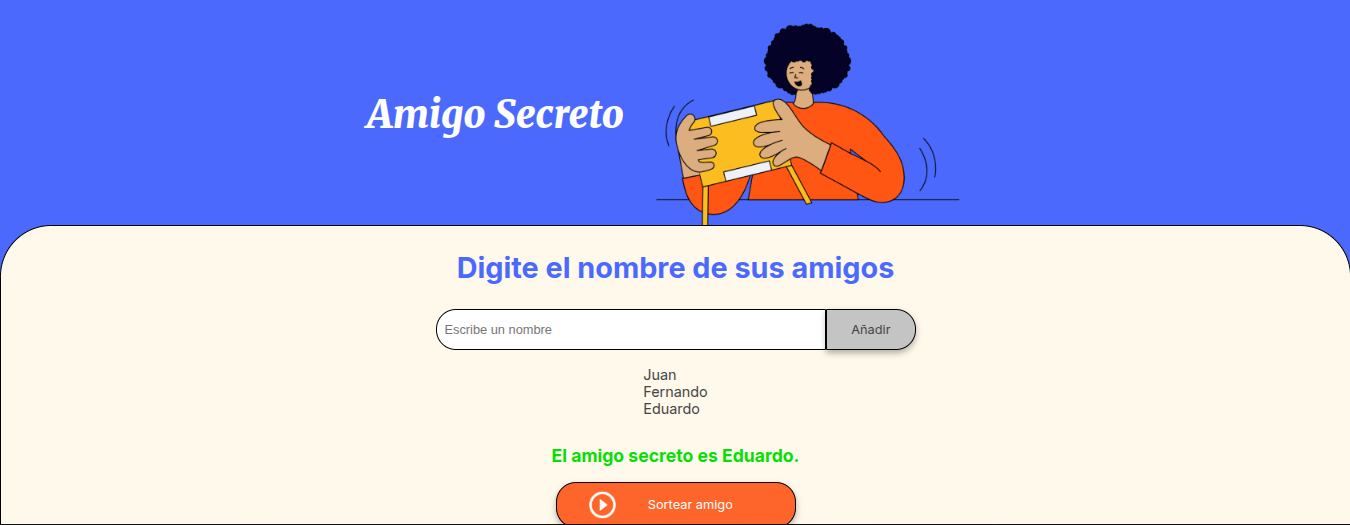 Amigo Secreto
Digite el nombre de sus amigos
Escribe un nombre
Añadir
Juan
Fernando
Eduardo
El amigo secreto es Eduardo.
Sortear amigo